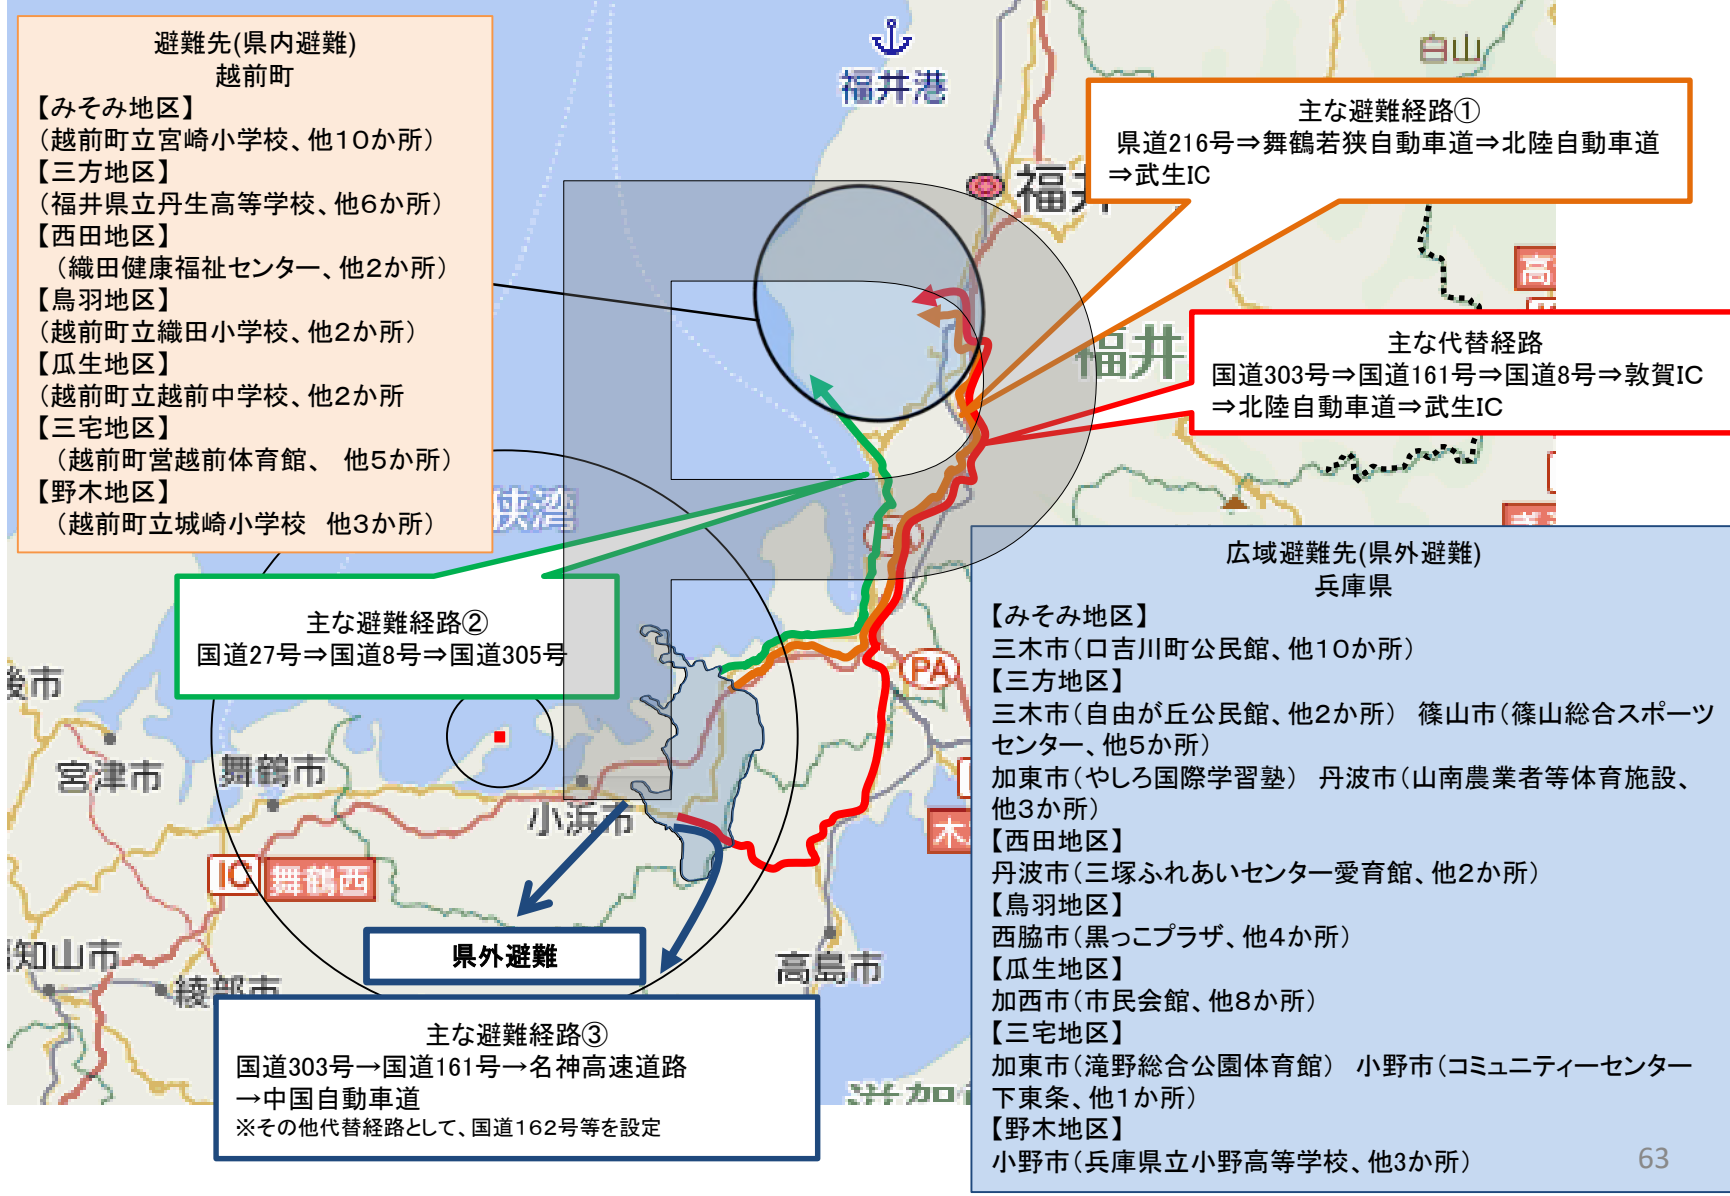 避難先(県内避難)
越前町
【みそみ地区】
（越前町立宮崎小学校、他１０か所）
【三方地区】
（福井県立丹生高等学校、他６か所）
【西田地区】
（織田健康福祉センター、他２か所）
【鳥羽地区】
（越前町立織田小学校、他２か所）
【瓜生地区】
（越前町立越前中学校、他２か所
【三宅地区】
（越前町営越前体育館、 他５か所）
【野木地区】
（越前町立城崎小学校 他３か所）
福井港
白山
主な避難経路①
県道216号⇒舞鶴若狭自動車道⇒北陸自動車道
⇒武生IC
福井
高
主な代替経路
国道303号⇒国道161号⇒国道8号⇒敦賀IC
⇒北陸自動車道⇒武生IC
福井
狭湾
主な避難経路②
国道27号⇒国道8号⇒国道305号
PA
後市
宮津市
舞鶴市
小浜市
木
IC
舞鶴西
県外避難
知山市
綾部市
高島市
主な避難経路③
国道303号→国道161号→名神高速道路
→中国自動車道
※その他代替経路として、国道１６２号等を設定
滋賀
広域避難先(県外避難)
兵庫県
【みそみ地区】
三木市（口吉川町公民館、他１０か所）
【三方地区】
三木市（自由が丘公民館、他２か所） 篠山市（篠山総合スポーツ
センター、他５か所）
加東市（やしろ国際学習塾） 丹波市（山南農業者等体育施設、
他３か所）
【西田地区】
丹波市（三塚ふれあいセンター愛育館、他２か所）
【鳥羽地区】
西脇市（黒っこプラザ、他４か所）
【瓜生地区】
加西市（市民会館、他８か所）
【三宅地区】
加東市（滝野総合公園体育館） 小野市（コミュニティーセンター
下東条、他１か所）
【野木地区】
小野市（兵庫県立小野高等学校、他３か所）
63